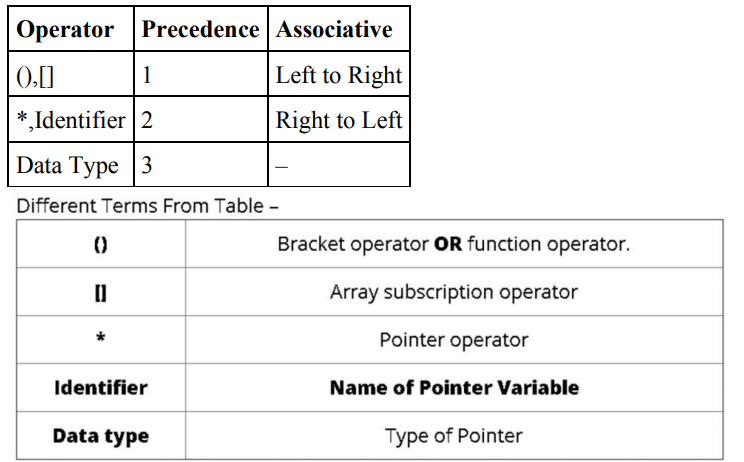 Operator Precedence Associative
(),[] 1 Left to Right
*,Identifier 2 Right to Left
Data Type 3 –
Different Terms From Table –
() Bracket operator OR function operator.
[] Array subscription operator
* Pointer operator
Identifier Name of Pointer Variable
Data type Type of Pointer